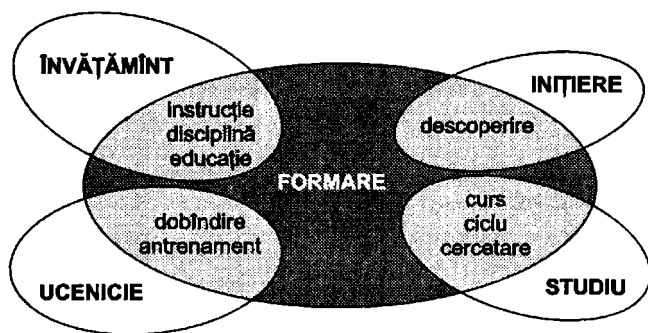 ÎNVĂȚĂMÎNT
INIȚIERE
instrucție
disciplină
educație
descoperire
FORMARE
dobîndire
antrenament
curs
ciclu
cercetare
UCENICIE
STUDIU